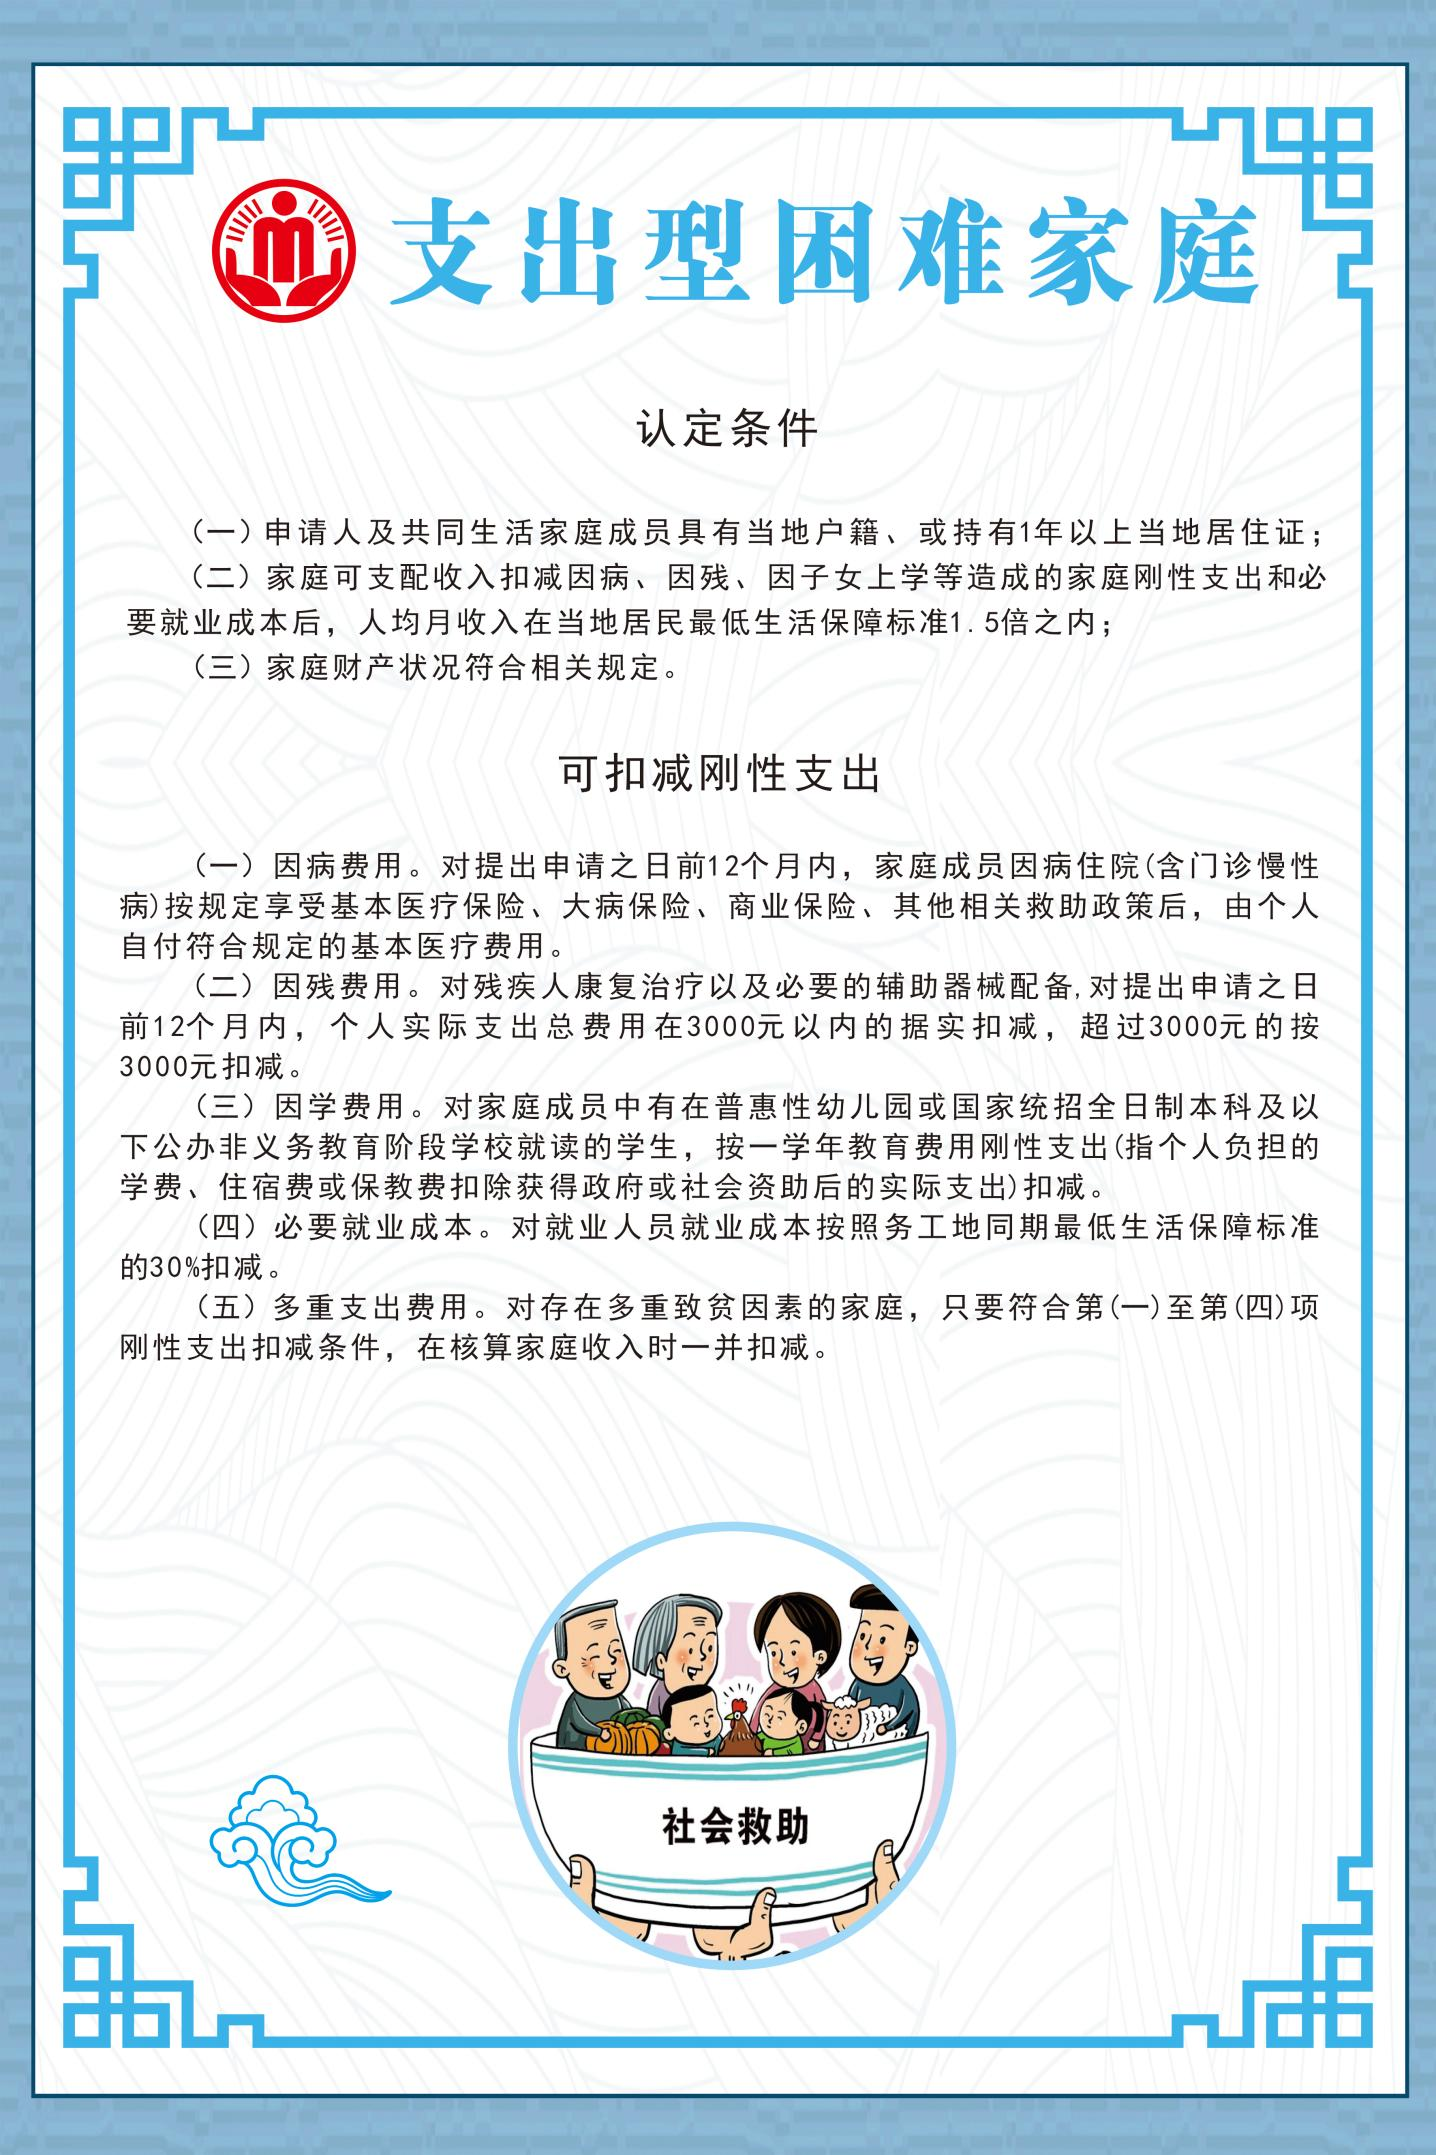 支出型困难家庭
认定条件
（一）申请人及共同生活家庭成员具有当地户籍、或持有1年以上当地居住证；
（二）家庭可支配收入扣减因病、因残、因子女上学等造成的家庭刚性支出和必
要就业成本后，人均月收入在当地居民最低生活保障标准1.5倍之内；
（三）家庭财产状况符合相关规定。
可扣减刚性支出
（一）因病费用。对提出申请之日前12个月内，家庭成员因病住院(含门诊慢性
病)按规定享受基本医疗保险、大病保险、商业保险、其他相关救助政策后，由个人
自付符合规定的基本医疗费用。
（二）因残费用。对残疾人康复治疗以及必要的辅助器械配备,对提出申请之日
前12个月内，个人实际支出总费用在3000元以内的据实扣减，超过3000元的按
3000元扣减。
（三）因学费用。对家庭成员中有在普惠性幼儿园或国家统招全日制本科及以
下公办非义务教育阶段学校就读的学生，按一学年教育费用刚性支出(指个人负担的
学费、住宿费或保教费扣除获得政府或社会资助后的实际支出)扣减。
（四）必要就业成本。对就业人员就业成本按照务工地同期最低生活保障标准
的30%扣减。
（五）多重支出费用。对存在多重致贫因素的家庭，只要符合第(一)至第(四)项
刚性支出扣减条件，在核算家庭收入时一并扣减。
社会救助